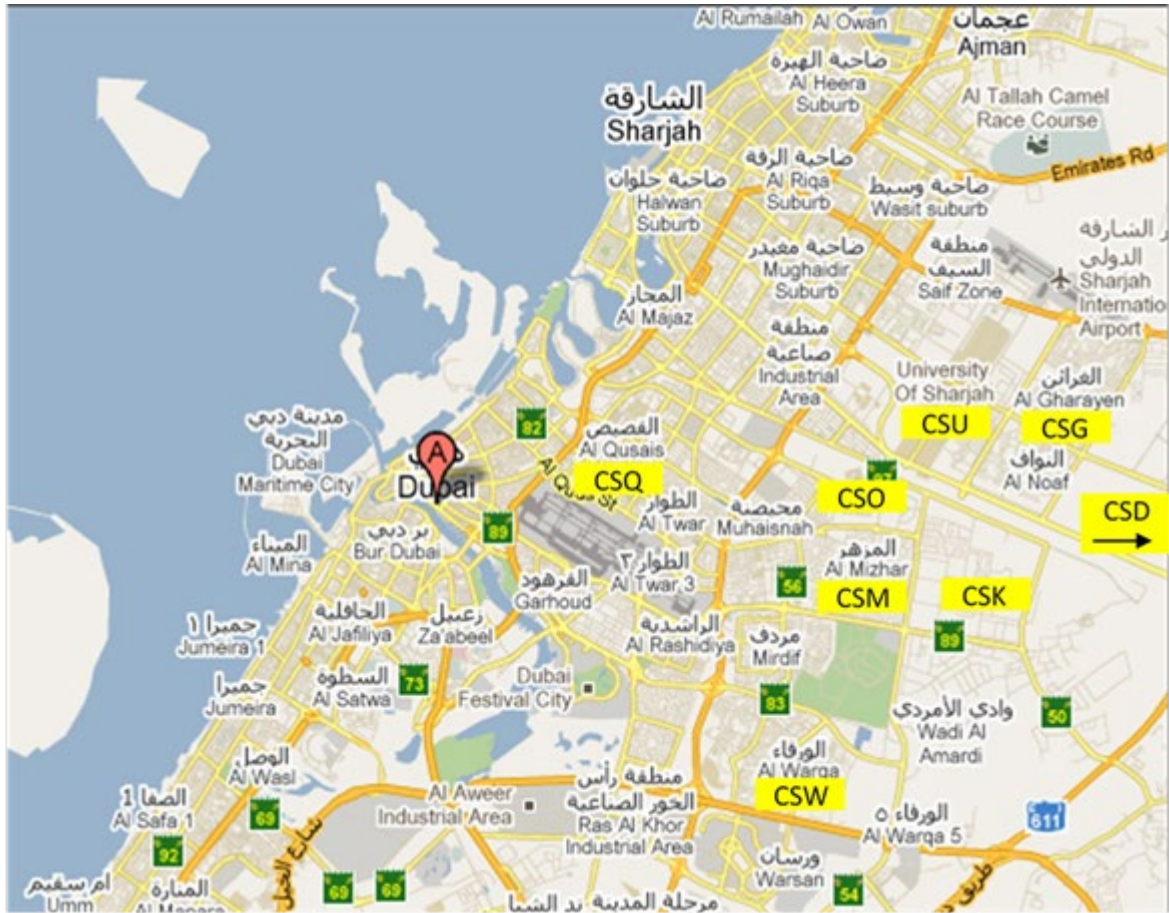 Al Rumailah
Al Owan
عجمان
Ajman
ضاحية الهيرة
Al Heera
Suburb
الشارقة
Sharjah
Al Tallah Camel
Race Course
Emirates Rd
ضاحية الرقة
Al Riqa
Suburb
ضاحية حلوان
Halwan
Suburb
ضاحية وسيط
Wasit suburb
ضاحية مغيدر
Mughaidir
Suburb
منطقة
السيف
Saif Zone
الشارقة
الدولي
Sharjah
Internatio
Airport
المجاز
Al Majaz
منطقة
صناعية
Industrial
Area
University
Of Sharjah
CSU
الغرائن
Al Gharayen
CSG
النواف
Al Noaf
مدينة دبي
البحرية
Dubai
Maritime City
82
القصيص
Al Qusais
CSQ
A
Dubai
97
CSO
CSD
بر دبي
Bur Dubai
89
الطوار
Al Twar
محيصنة
Muhaisnah
الميناء
Al Mina
القرهود
Garhoud
الطوار ٣
Al Twar 3
56
المزهر
Al Mizhar
CSM
CSK
89
جميرا ١
Jumeira 1
الجافلية
Al Jafiliya
زعبيل
Za'abeel
الراشدية
Al Rashidiya
مردف
Mirdif
جميرا
Jumeira
السطوة
Al Satwa
73
Dubai
Festival City
83
وادي الأمردي
Wadi Al
Amardi
50
الوصل
Al Wasl
الورقاء
Al Warqa
CSW
الصفا 1
Al Safa 1
69
Al Aweer
Industrial Area
منطقة رأس
الخور الصناعية
Ras Al Khor
Industrial Area
الورقاء ٥
Al Warqa 5
611
92
ورسان
Warsan
54
ام سقيم
Umm
المنارة
Al Manara
69
69